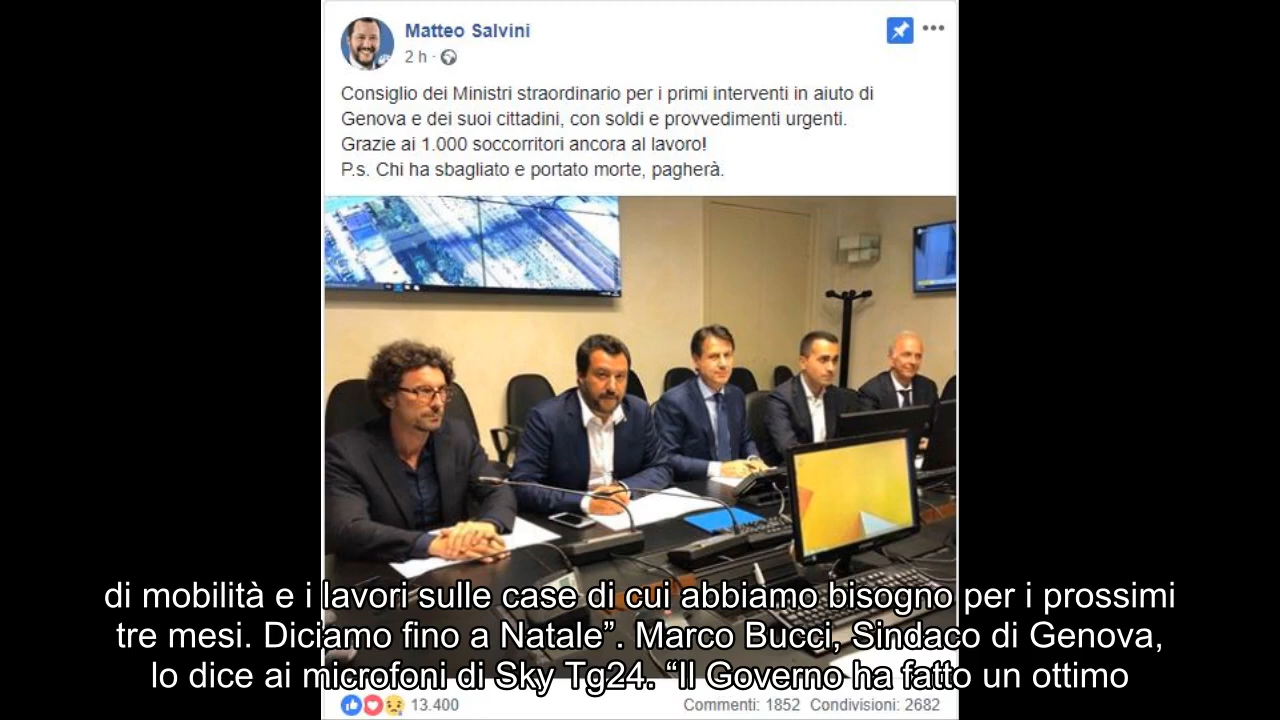 Matteo Salvini
2 h ·
Consiglio dei Ministri straordinario per i primi interventi in aiuto di
Genova e dei suoi cittadini, con soldi e provvedimenti urgenti.
Grazie ai 1.000 soccorritori ancora al lavoro!
P.s. Chi ha sbagliato e portato morte, pagherà.
di mobilità e i lavori sulle case di cui abbiamo bisogno per i prossimi
tre mesi. Diciamo fino a Natale”. Marco Bucci, Sindaco di Genova,
lo dice ai microfoni di Sky Tg24. “Il Governo ha fatto un ottimo
13.400 Commenti: 1852 Condivisioni: 2682